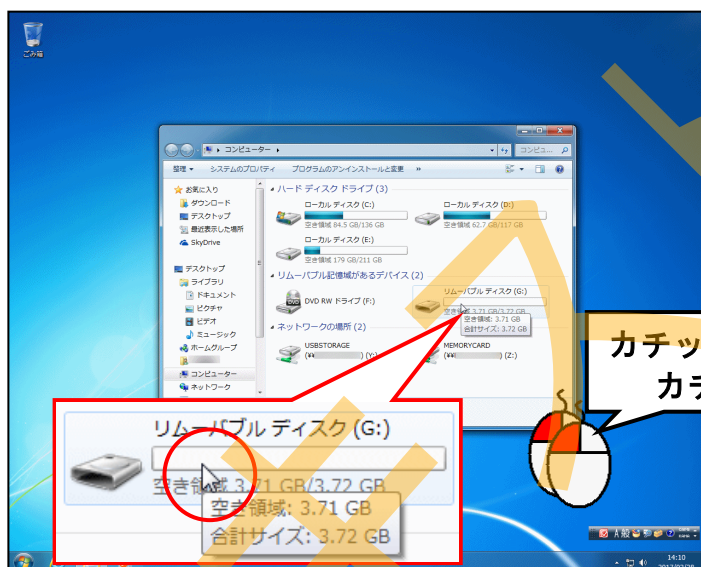 ごみ箱
コンピューター
コンピュ...
整理
システムのプロパティ
プログラムのアンインストールと変更
»
お気に入り
ダウンロード
デスクトップ
最近表示した場所
SkyDrive
デスクトップ
ライブラリ
ドキュメント
ピクチャ
ビデオ
ミュージック
ホームグループ
コンピューター
ネットワーク
ハード ディスク ドライブ (3)
ローカル ディスク (C:)
空き領域 84.5 GB/136 GB
ローカル ディスク (D:)
空き領域 62.7 GB/117 GB
ローカル ディスク (E:)
空き領域 179 GB/211 GB
リムーバブル記憶域があるデバイス (2)
DVD RW ドライブ (F:)
リムーバブル ディスク (G:)
空き領域 3.71 GB/3.72 GB
空き領域: 3.71 GB
合計サイズ: 3.72 GB
ネットワークの場所 (2)
USBSTORAGE
(¥¥ ) (Y:)
MEMORYCARD
(¥¥ ) (Z:)
カチッ
カチ
リムーバブル ディスク (G:)
空き領域 3.71 GB/3.72 GB
空き領域: 3.71 GB
合計サイズ: 3.72 GB
A 般
14:10